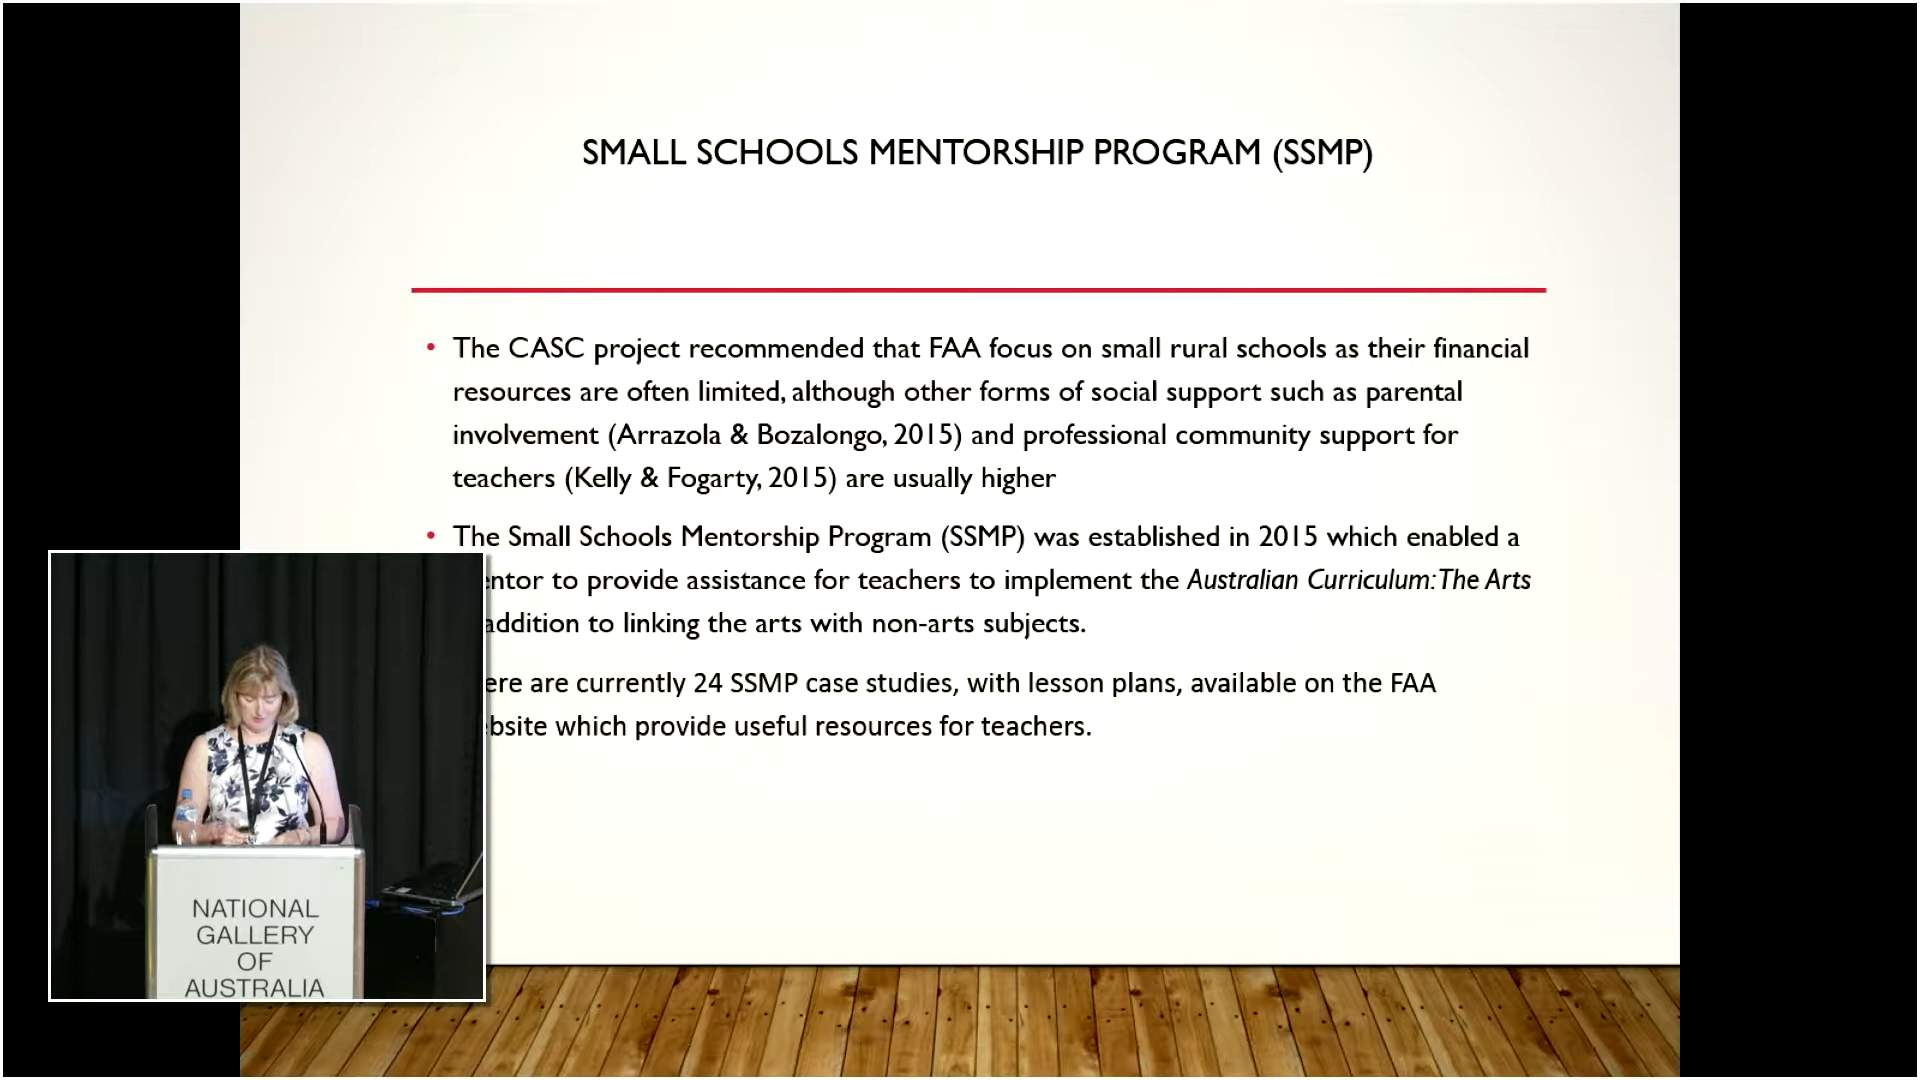 SMALL SCHOOLS MENTORSHIP PROGRAM (SSMP)
• The CASC project recommended that FAA focus on small rural schools as their financial
resources are often limited, although other forms of social support such as parental
involvement (Arrazola & Bozalongo, 2015) and professional community support for
teachers (Kelly & Fogarty, 2015) are usually higher
• The Small Schools Mentorship Program (SSMP) was established in 2015 which enabled a
entor to provide assistance for teachers to implement the Australian Curriculum: The Arts
addition to linking the arts with non-arts subjects.
ere are currently 24 SSMP case studies, with lesson plans, available on the FAA
bsite which provide useful resources for teachers.
NATIONAL
GALLERY
OF
AUSTRALIA